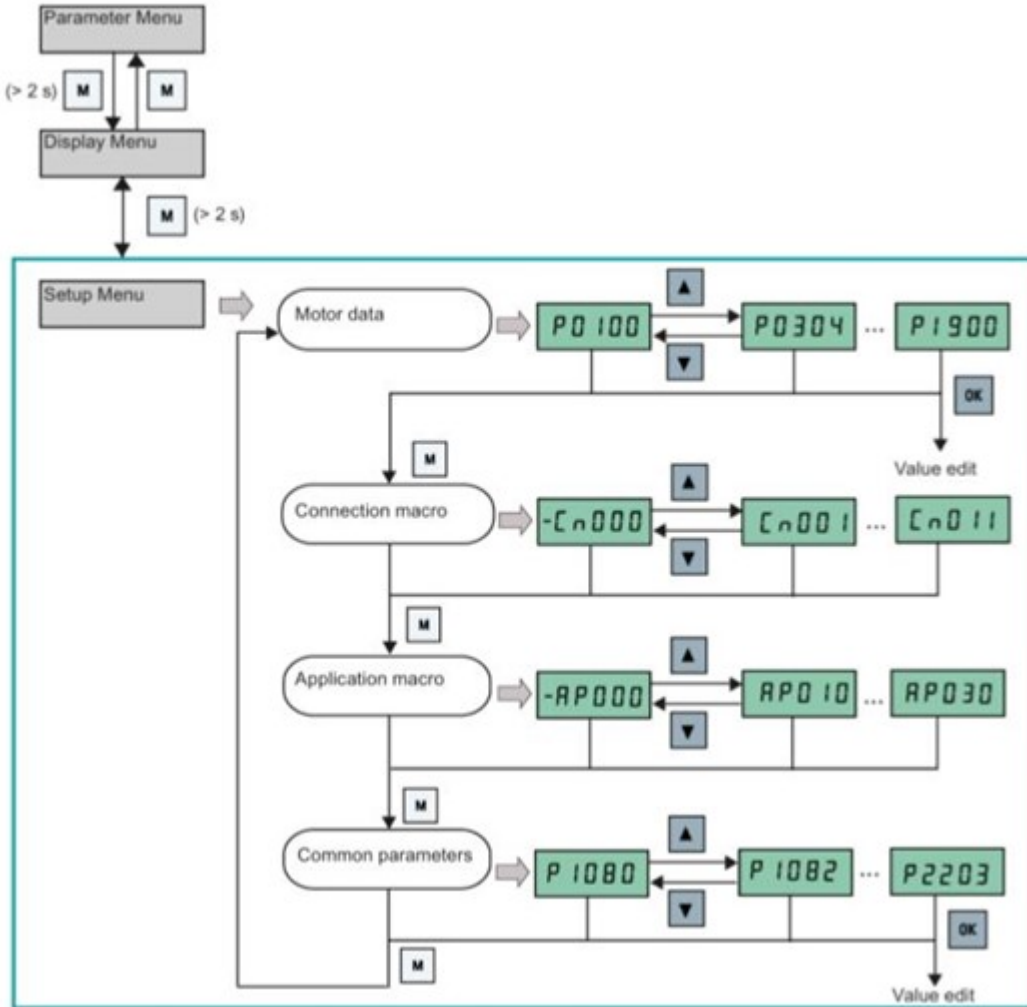 Parameter Menu
(> 2 s) M M
Display Menu
M (> 2 s)
Setup Menu
Motor data
▲
P0100 P0304 ... P1900
▼
OK
M
Value edit
Connection macro
▲
-Cn000 Cn001 ... Cn011
▼
M
Application macro
▲
-AP000 AP010 ... AP030
▼
M
Common parameters
▲
P1080 P1082 ... P2203
▼
OK
M
Value edit